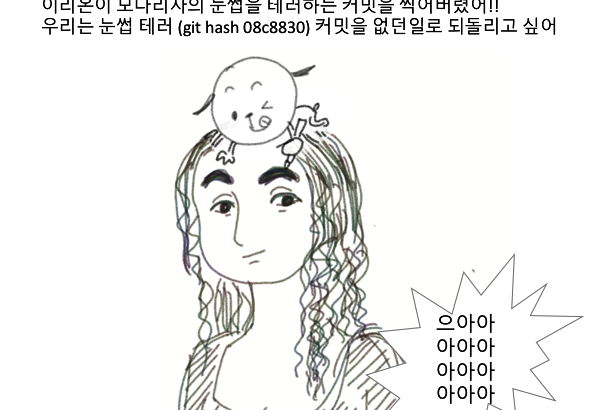 이리온이 모나리자의 눈썹을 테러하는 커밋을 찍어버렸어!!
우리는 눈썹 테러 (git hash 08c8830) 커밋을 없던일로 되돌리고 싶어
으아아
아아아
아아아
아아아